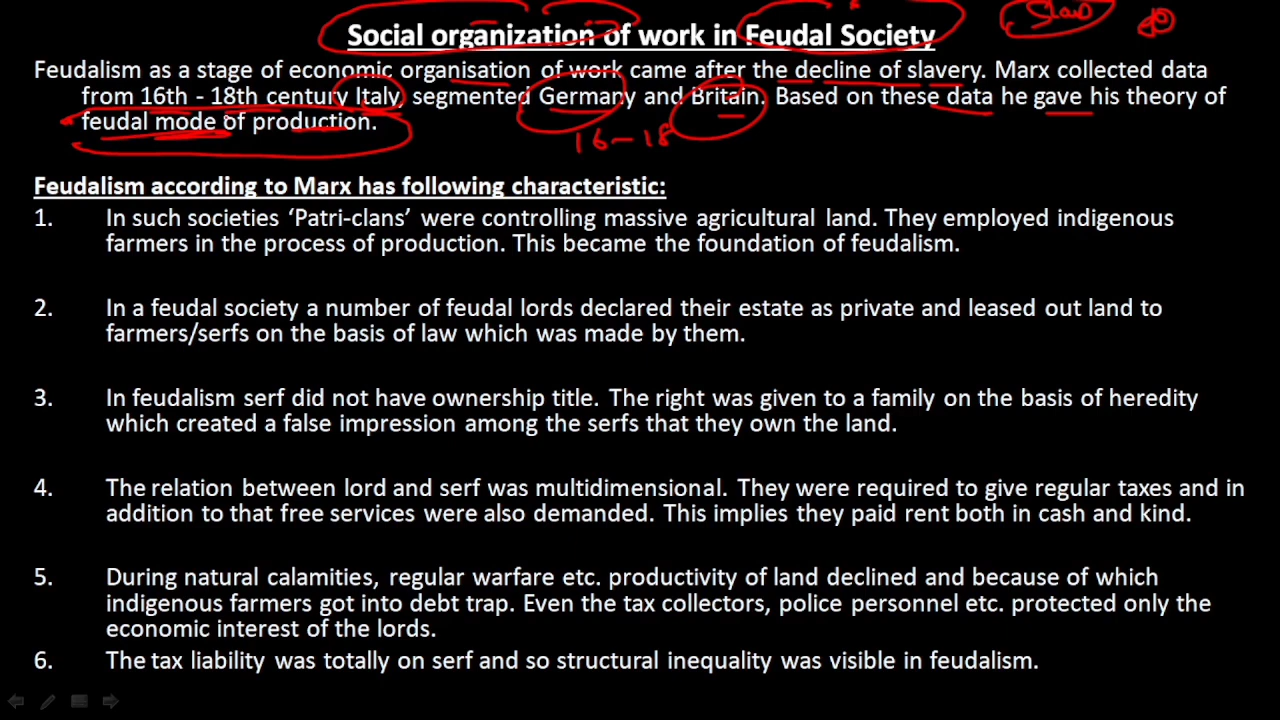 Slave
Social organization of work in Feudal Society
Feudalism as a stage of economic organisation of work came after the decline of slavery. Marx collected data
from 16th - 18th century Italy, segmented Germany and Britain. Based on these data he gave his theory of
feudal mode of production.
16-18
Feudalism according to Marx has following characteristic:
1. In such societies ‘Patri-clans’ were controlling massive agricultural land. They employed indigenous
farmers in the process of production. This became the foundation of feudalism.
2. In a feudal society a number of feudal lords declared their estate as private and leased out land to
farmers/serfs on the basis of law which was made by them.
3. In feudalism serf did not have ownership title. The right was given to a family on the basis of heredity
which created a false impression among the serfs that they own the land.
4. The relation between lord and serf was multidimensional. They were required to give regular taxes and in
addition to that free services were also demanded. This implies they paid rent both in cash and kind.
5. During natural calamities, regular warfare etc. productivity of land declined and because of which
indigenous farmers got into debt trap. Even the tax collectors, police personnel etc. protected only the
economic interest of the lords.
6. The tax liability was totally on serf and so structural inequality was visible in feudalism.